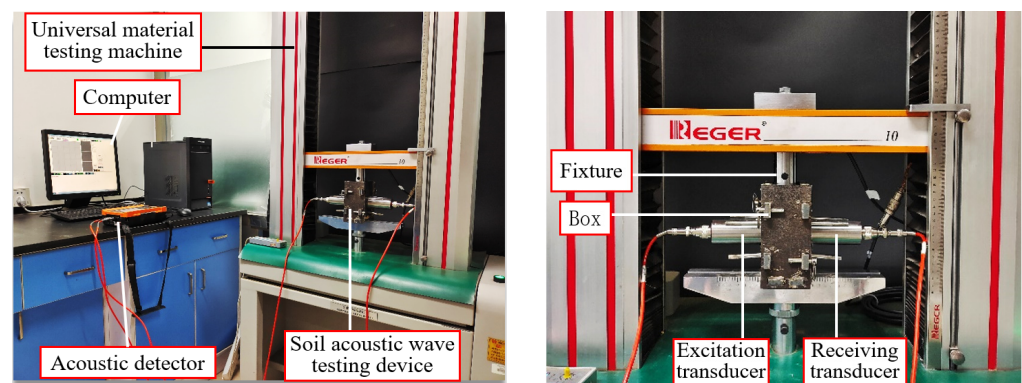 Universal material
testing machine
Computer
REGER
10
Acoustic detector
Soil acoustic wave
testing device
REGER®
10
Fixture
Box
REGER
Excitation
transducer
Receiving
transducer